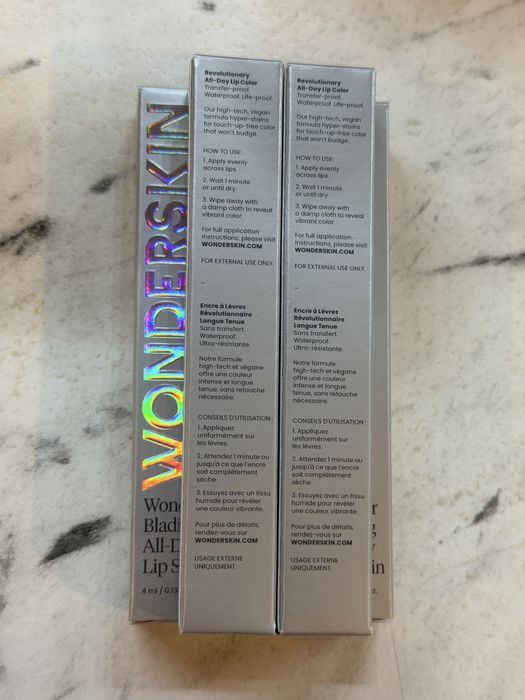 WONDERSKIN
Revolutionary
All-Day Lip Color
Transfer-proof.
Waterproof. Life-proof.
Our high-tech, vegan
formula hyper-stains
for touch-up-free color
that won't budge.
HOW TO USE:
1. Apply evenly
across lips.
2. Wait 1 minute
or until dry.
3. Wipe away with
a damp cloth to reveal
vibrant color.
For full application
instructions, please visit
WONDERSKIN.COM
FOR EXTERNAL USE ONLY.
–
Encre à Lèvres
Révolutionnaire
Longue Tenue
Sans transfert.
Waterproof.
Ultra-résistante.
Notre formule
high-tech et végane
offre une couleur
intense et longue
tenue, sans retouche
nécessaire.
CONSEILS D'UTILISATION :
1. Appliquez
uniformément sur
les lèvres.
2. Attendez 1 minute ou
jusqu'à ce que l'encre
soit complètement
sèche.
3. Essuyez avec un tissu
humide pour révéler
une couleur vibrante.
Pour plus de détails,
rendez-vous sur
WONDERSKIN.COM
USAGE EXTERNE
UNIQUEMENT.
Revolutionary
All-Day Lip Color
Transfer-proof.
Waterproof. Life-proof.
Our high-tech, vegan
formula hyper-stains
for touch-up-free color
that won't budge.
HOW TO USE:
1. Apply evenly
across lips.
2. Wait 1 minute
or until dry.
3. Wipe away with
a damp cloth to reveal
vibrant color.
For full application
instructions, please visit
WONDERSKIN.COM
FOR EXTERNAL USE ONLY.
–
Encre à Lèvres
Révolutionnaire
Longue Tenue
Sans transfert.
Waterproof.
Ultra-résistante.
Notre formule
high-tech et végane
offre une couleur
intense et longue
tenue, sans retouche
nécessaire.
CONSEILS D'UTILISATION :
1. Appliquez
uniformément sur
les lèvres.
2. Attendez 1 minute ou
jusqu'à ce que l'encre
soit complètement
sèche.
3. Essuyez avec un tissu
humide pour révéler
une couleur vibrante.
Pour plus de détails,
rendez-vous sur
WONDERSKIN.COM
USAGE EXTERNE
UNIQUEMENT.
Won
Bladi
All-D
Lip S
4 ml / 0.13